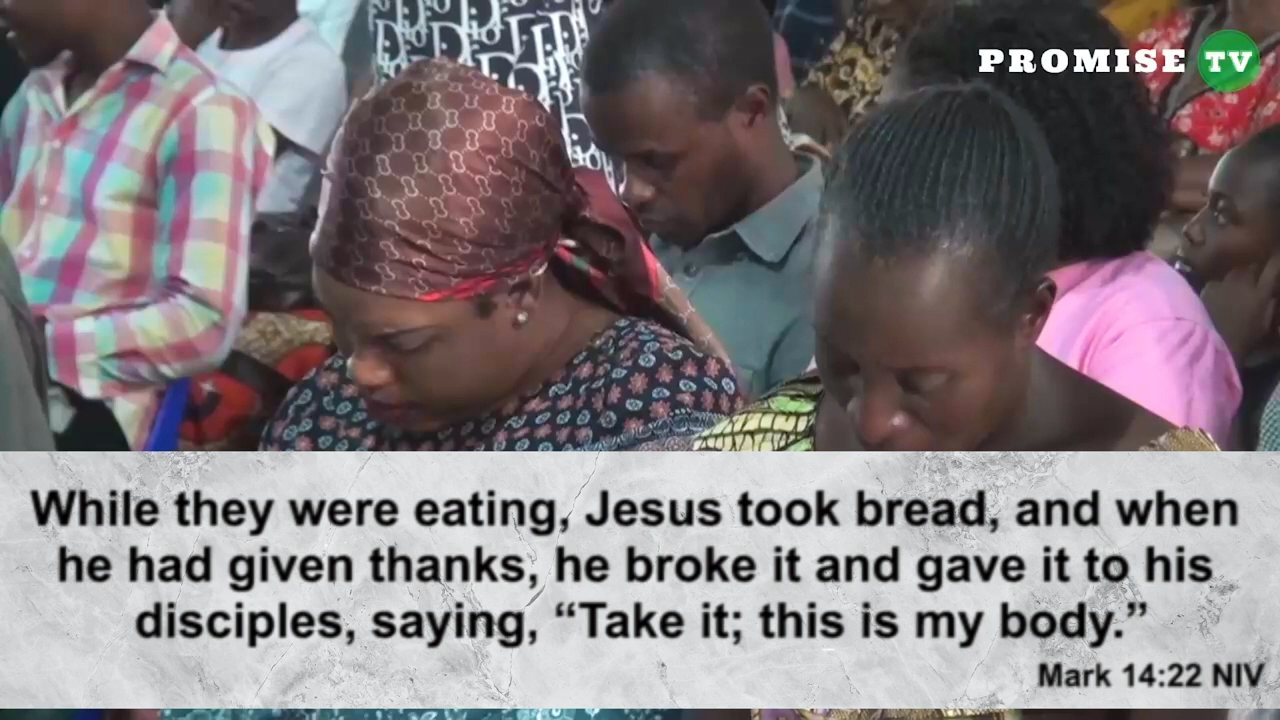 PROMISE TV
While they were eating, Jesus took bread, and when
he had given thanks, he broke it and gave it to his
disciples, saying, “Take it; this is my body.”
Mark 14:22 NIV